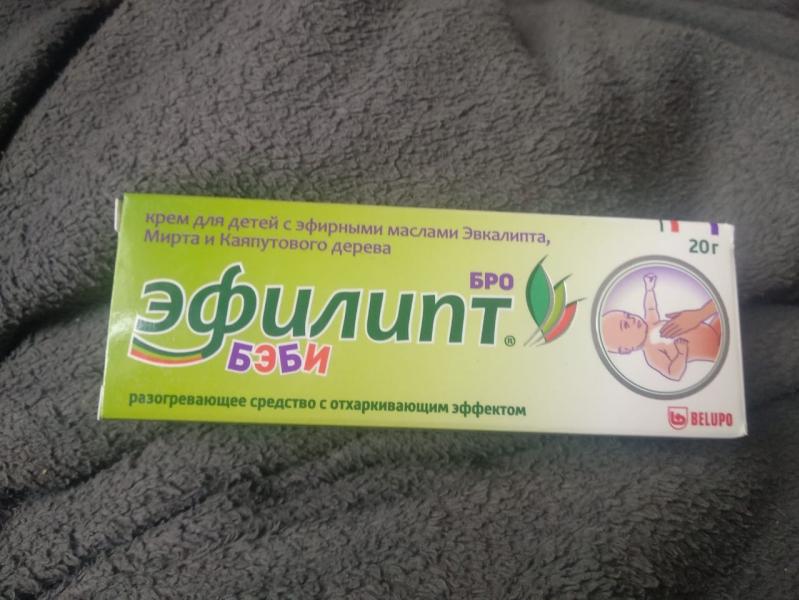 крем для детей с эфирными маслами Эвкалипта,
Мирта и Каяпутового дерева
20 г
БРО
эфилипт®
БЭБИ
разогревающее средство с отхаркивающим эффектом
BELUPO